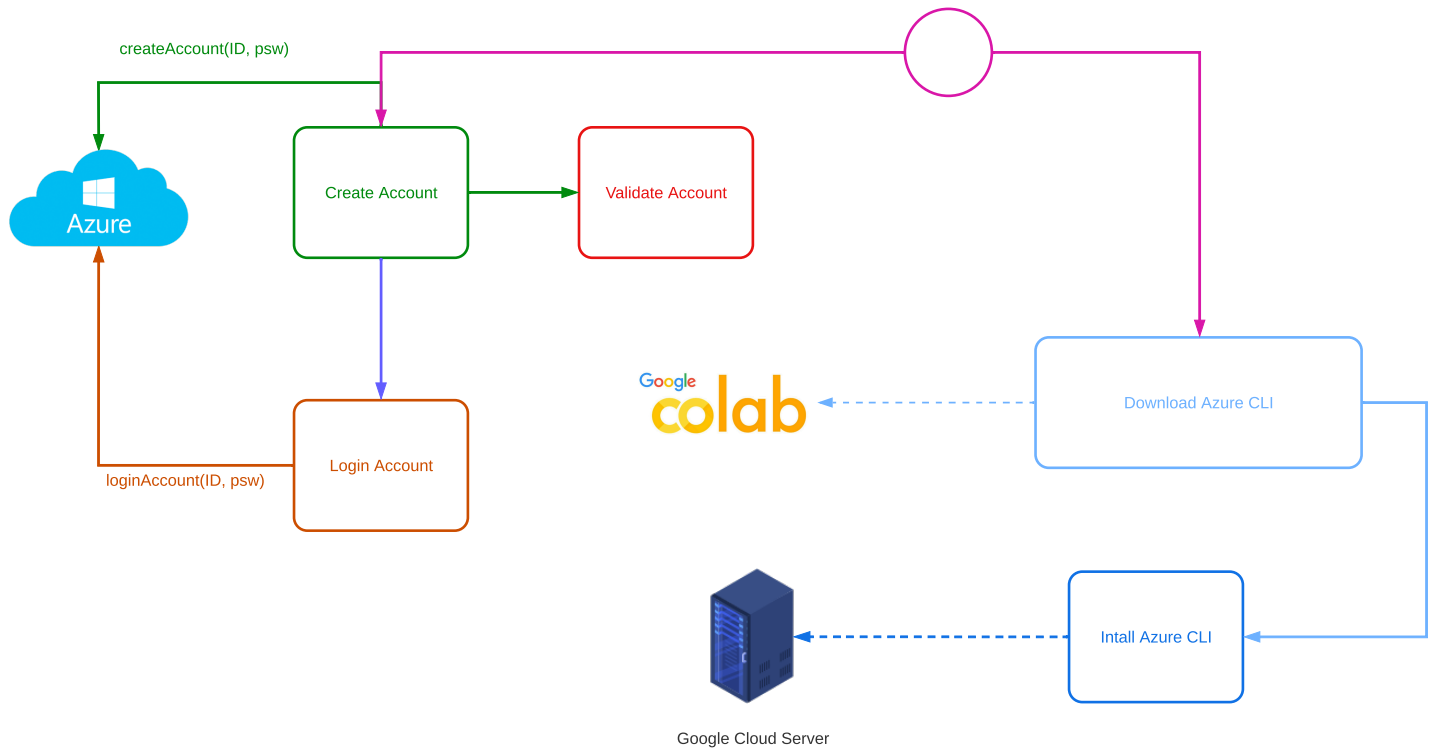 createAccount(ID, psw)
Create Account
Validate Account
Azure
Google
colab
Download Azure CLI
Login Account
loginAccount(ID, psw)
Intall Azure CLI
Google Cloud Server